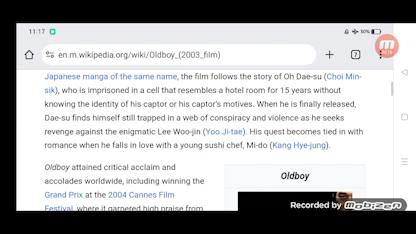 11:17
50%
en.m.wikipedia.org/wiki/Oldboy_(2003_film)
7
Japanese manga of the same name, the film follows the story of Oh Dae-su (Choi Min-
sik), who is imprisoned in a cell that resembles a hotel room for 15 years without
knowing the identity of his captor or his captor's motives. When he is finally released,
Dae-su finds himself still trapped in a web of conspiracy and violence as he seeks
revenge against the enigmatic Lee Woo-jin (Yoo Ji-tae). His quest becomes tied in with
romance when he falls in love with a young sushi chef, Mi-do (Kang Hye-jung).
Oldboy attained critical acclaim and
accolades worldwide, including winning the
Grand Prix at the 2004 Cannes Film
Festival, where it garnered high praise from
Oldboy
Recorded by Mobizen